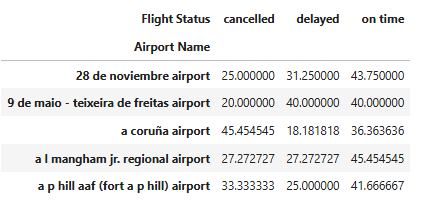 Flight Status cancelled delayed on time
Airport Name
28 de noviembre airport 25.000000 31.250000 43.750000
9 de maio - teixeira de freitas airport 20.000000 40.000000 40.000000
a coruña airport 45.454545 18.181818 36.363636
a l mangham jr. regional airport 27.272727 27.272727 45.454545
a p hill aaf (fort a p hill) airport 33.333333 25.000000 41.666667